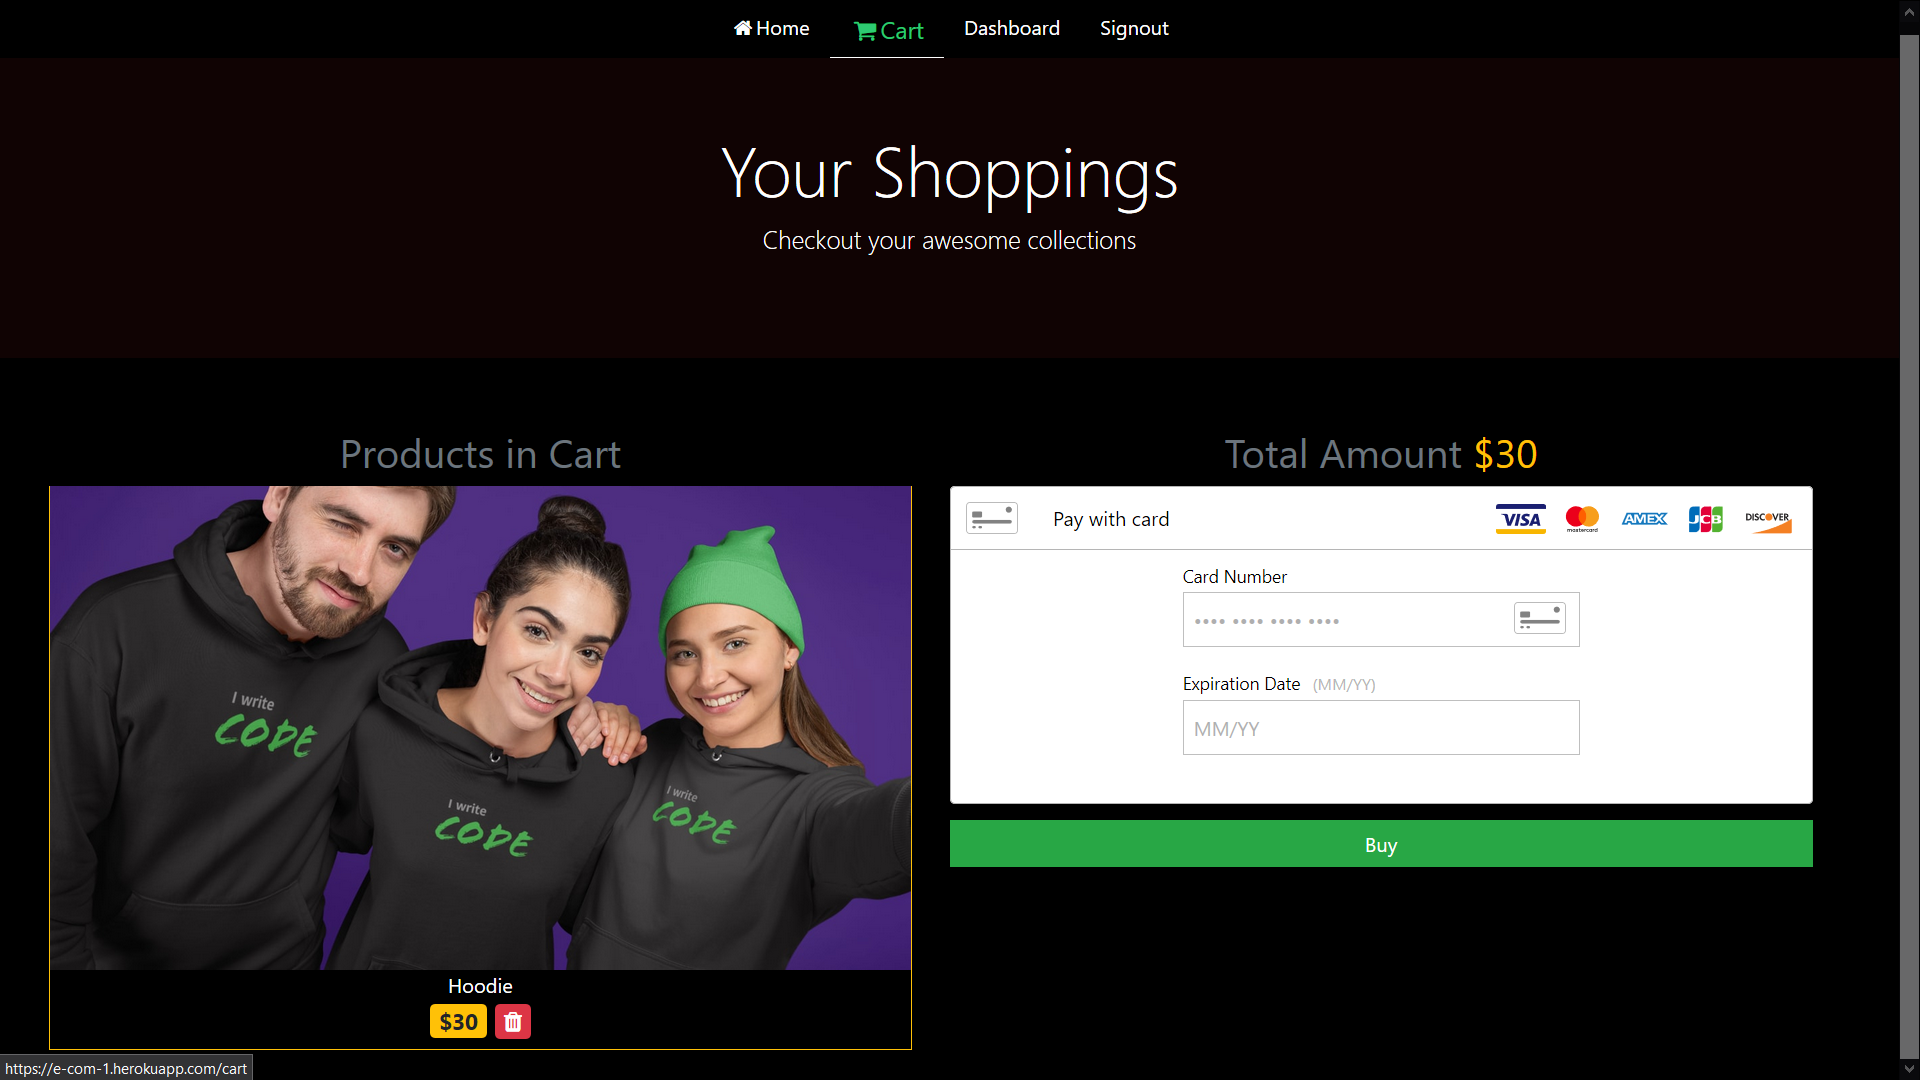 Home
Cart
Dashboard
Signout
Your Shoppings
Checkout your awesome collections
Products in Cart
I write
CODE
I write
CODE
I write
CODE
Hoodie
$30
Total Amount $30
Pay with card
VISA
mastercard
AMEX
JCB
DISCOVER
Card Number
•••• •••• •••• ••••
Expiration Date (MM/YY)
MM/YY
Buy
https://e-com-1.herokuapp.com/cart